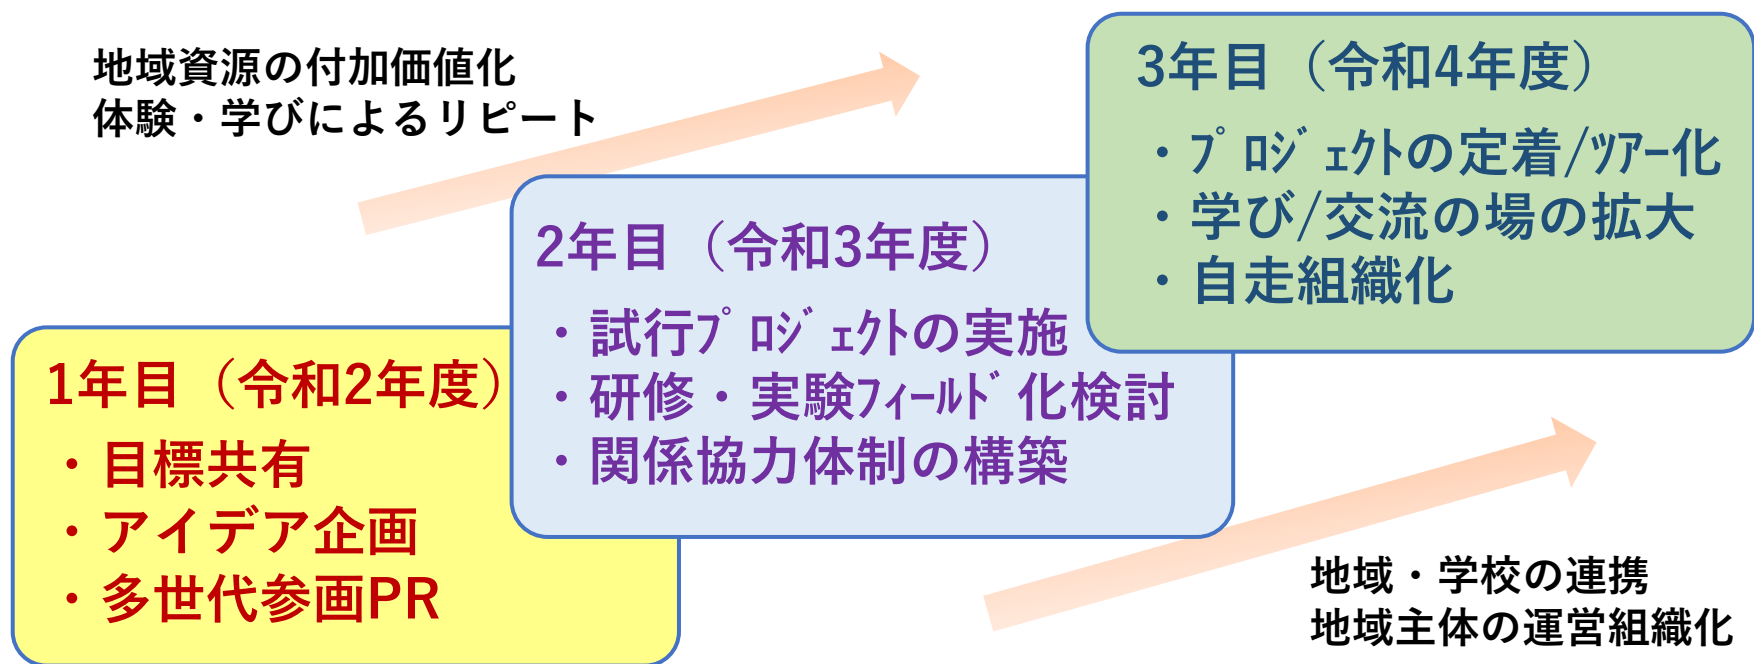 地域資源の付加価値化
体験・学びによるリピート
3年目（令和4年度）
・ﾌﾟﾛｼﾞｪｸﾄの定着/ﾂｱｰ化
・学び/交流の場の拡大
・自走組織化
2年目（令和3年度）
・試行ﾌﾟﾛｼﾞｪｸﾄの実施
・研修・実験ﾌｨｰﾙﾄﾞ化検討
・関係協力体制の構築
1年目（令和2年度）
・目標共有
・アイデア企画
・多世代参画PR
地域・学校の連携
地域主体の運営組織化